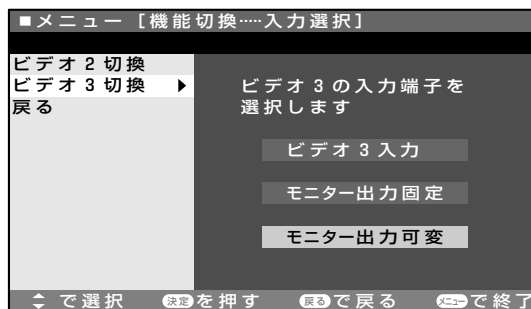 ■メニュー [機能切換·····入力選択]
ビデオ2切換
ビデオ3切換 ▶
戻る
ビデオ3の入力端子を
選択します
ビデオ3入力
モニター出力固定
モニター出力可変
で選択 決定を押す 戻るで戻る メニューで終了